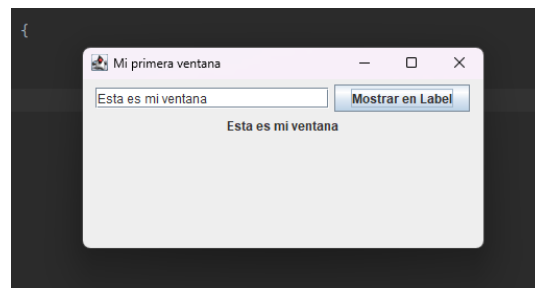 {
Mi primera ventana
Esta es mi ventana Mostrar en Label
Esta es mi ventana